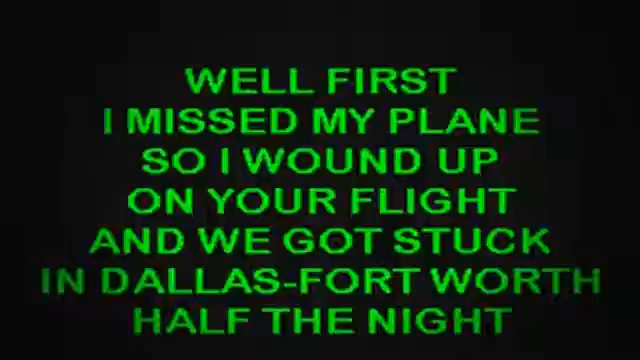 WELL FIRST
I MISSED MY PLANE
SO I WOUND UP
ON YOUR FLIGHT
AND WE GOT STUCK
IN DALLAS-FORT WORTH
HALF THE NIGHT